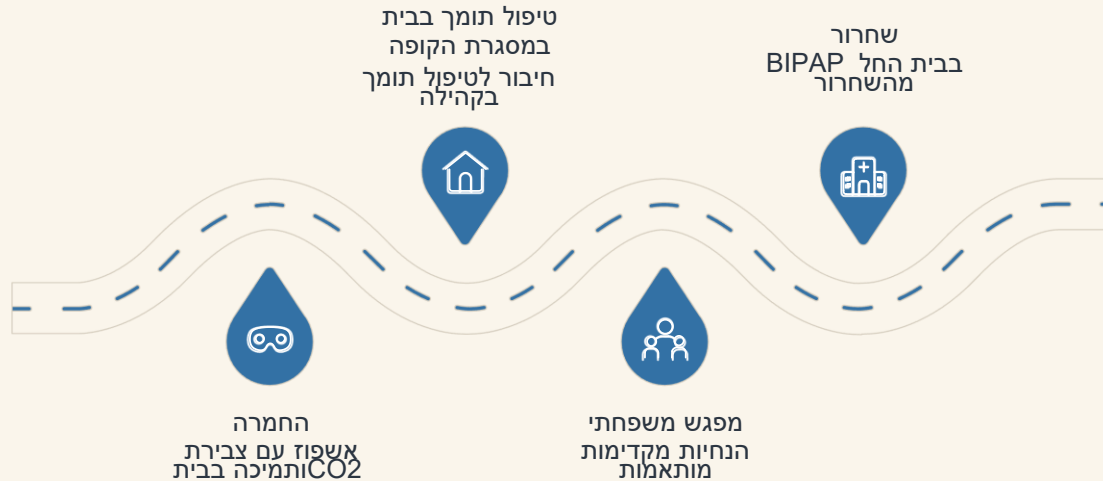 שחרור
בבית החל BIPAP
מהשחרור
טיפול תומך בבית
במסגרת הקופה
חיבור לטיפול תומך
בקהילה
מפגש משפחתי
הנחיות מקדימות
מותאמות
החמרה
אשפוז עם צבירת
CO2ותמיכה בבית